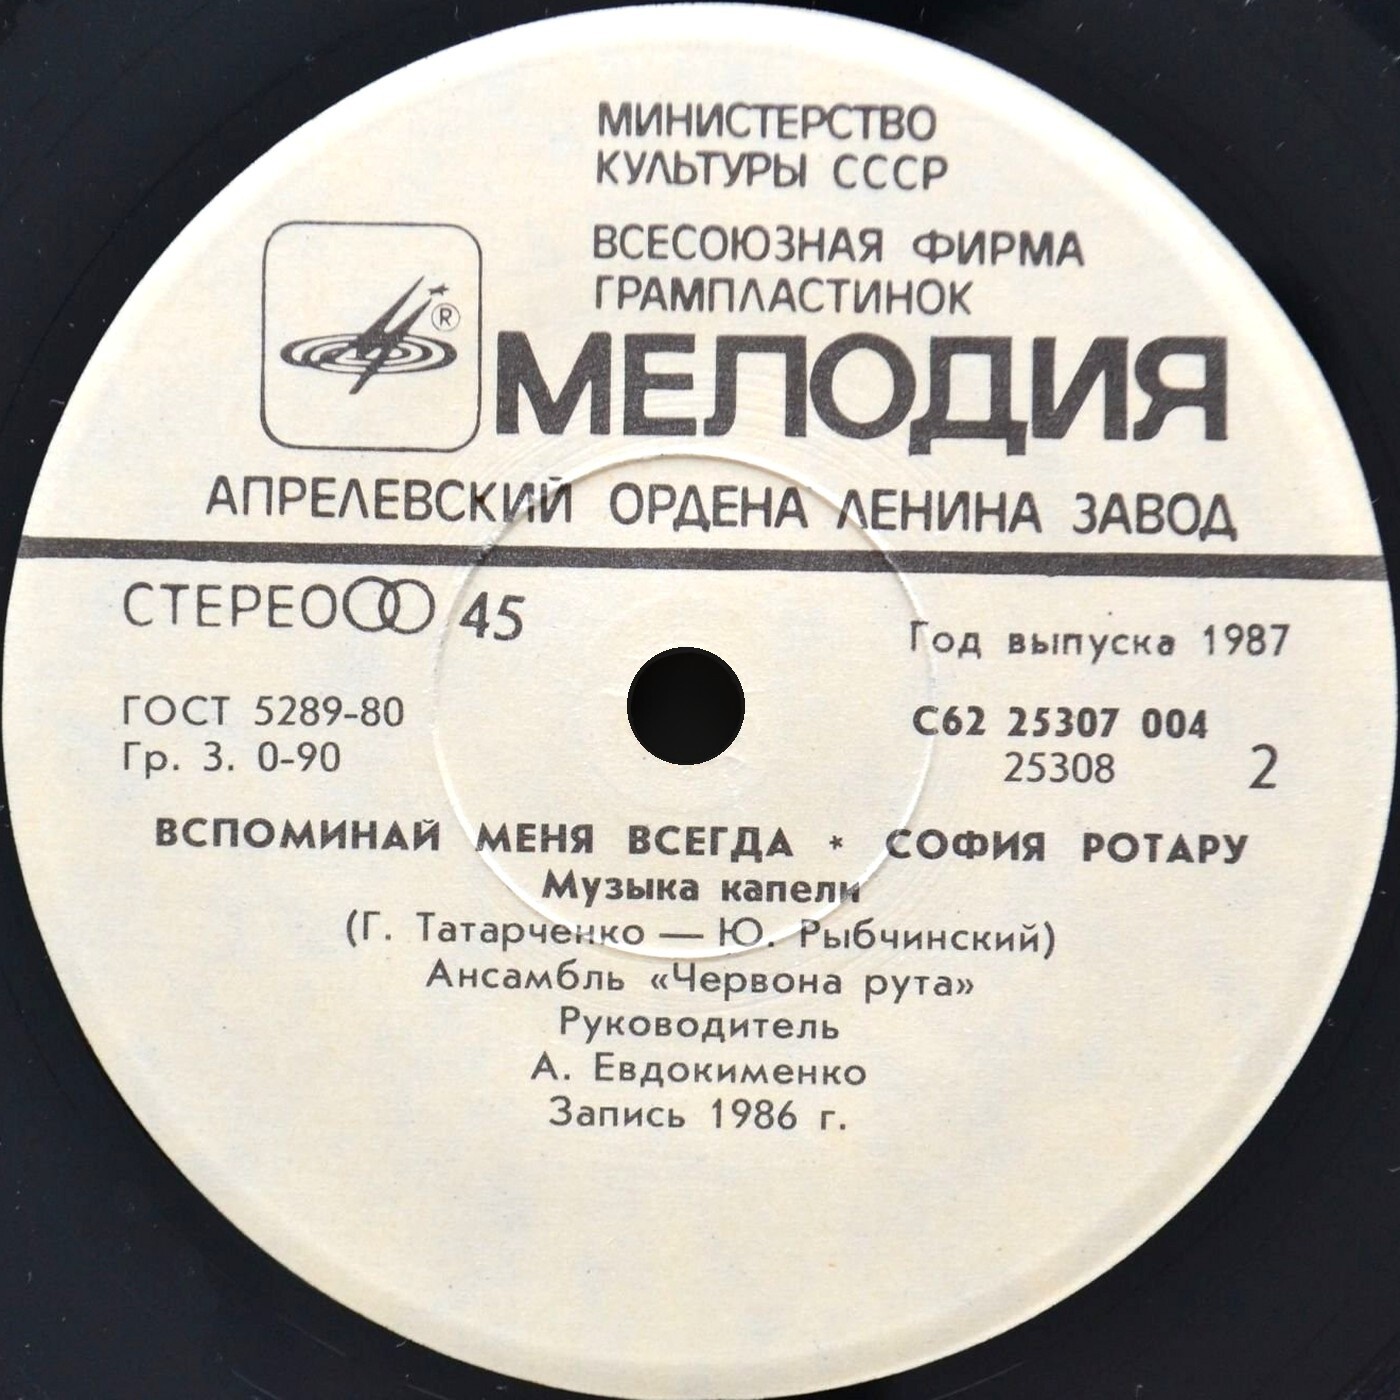 МИНИСТЕРСТВО
КУЛЬТУРЫ СССР
ВСЕСОЮЗНАЯ ФИРМА
ГРАМПЛАСТИНОК
®
МЕЛОДИЯ
АПРЕЛЕВСКИЙ ОРДЕНА ЛЕНИНА ЗАВОД
СТЕРЕО 45
Год выпуска 1987
ГОСТ 5289-80
Гр. 3. 0-90
С62 25307 004
25308 2
ВСПОМИНАЙ МЕНЯ ВСЕГДА * СОФИЯ РОТАРУ
Музыка капели
(Г. Татарченко — Ю. Рыбчинский)
Ансамбль «Червона рута»
Руководитель
А. Евдокименко
Запись 1986 г.